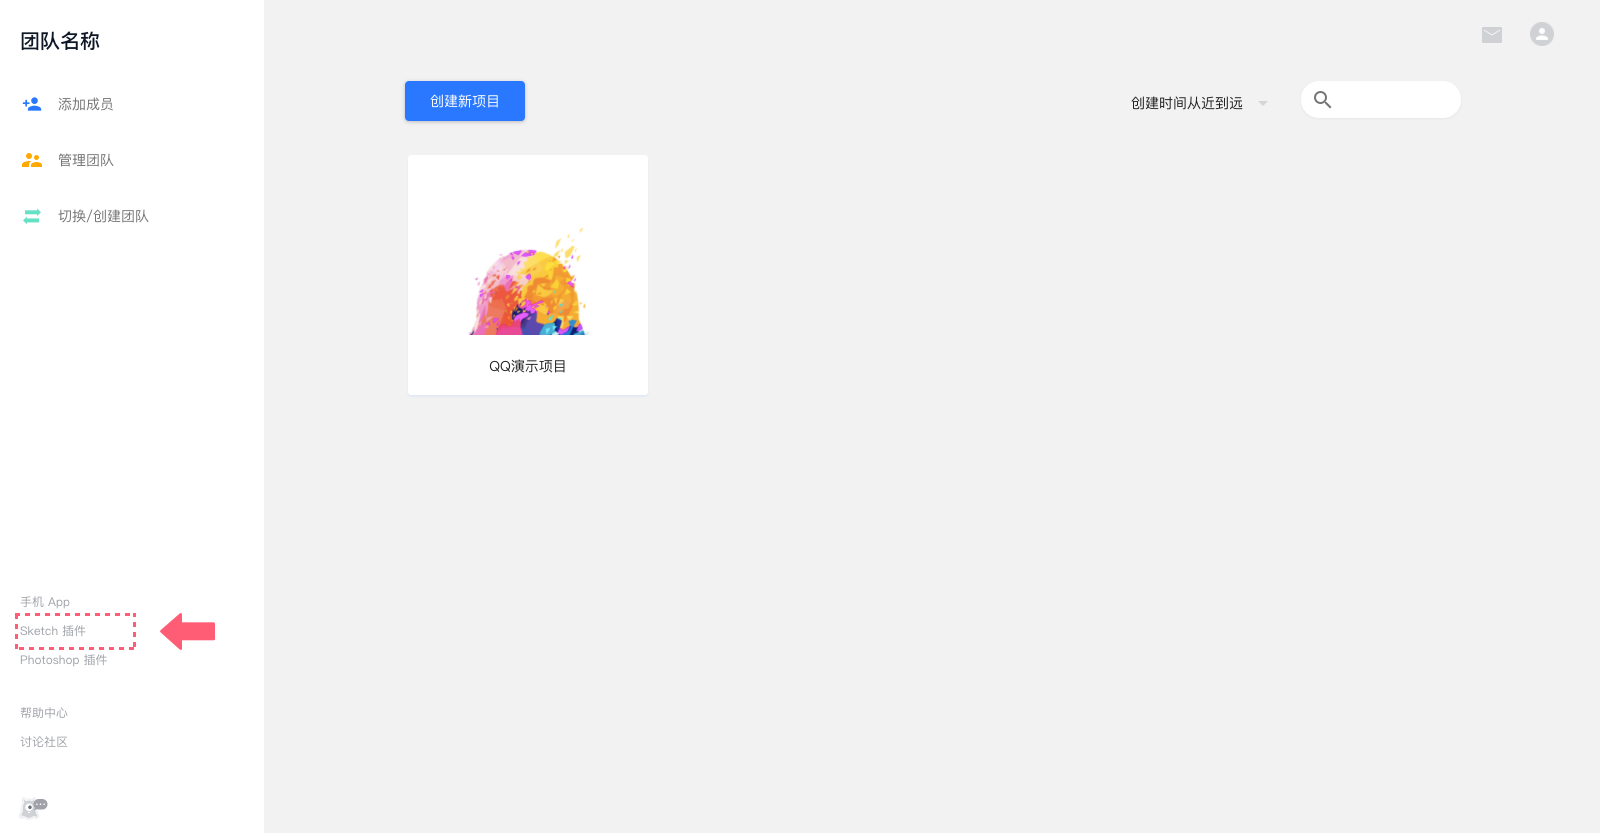 团队名称
添加成员
管理团队
切换/创建团队
手机 App
Sketch 插件
Photoshop 插件
帮助中心
讨论社区
创建新项目
创建时间从近到远
QQ演示项目